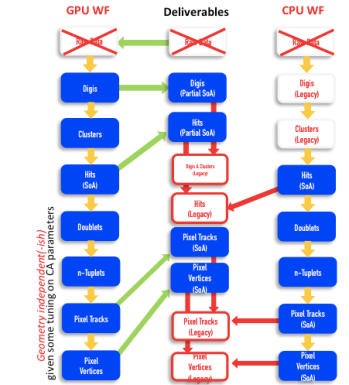 GPU WF
Deliverables
CPU WF
Raw Data
Raw Data
Raw Data
Digis
Digis
(Partial SoA)
Digis
(Legacy)
Clusters
Hits
(Partial SoA)
Clusters
(Legacy)
Digis & Clusters
(Legacy)
Hits
(SoA)
Hits
(SoA)
Hits
(Legacy)
Doublets
Pixel Tracks
(SoA)
Doublets
n-Tuplets
Pixel
Vertices
(SoA)
n-Tuplets
Pixel Tracks
Pixel Tracks
(Legacy)
Pixel Tracks
(SoA)
Pixel
Vertices
Pixel
Vertices
(Legacy)
Pixel
Vertices
(SoA)
Geometry independent(-ish)
given some tuning on CA parameters